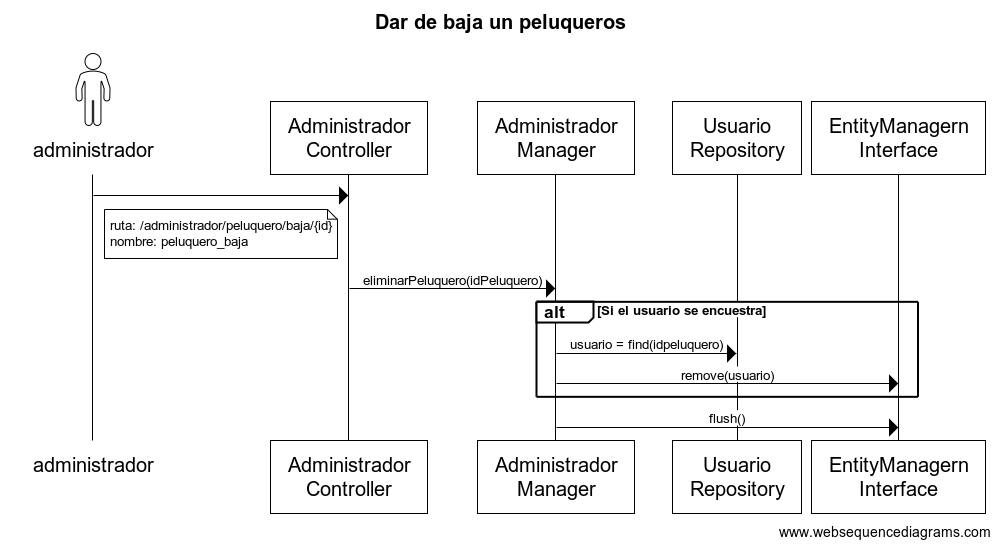 Dar de baja un peluqueros
administrador
Administrador
Controller
Administrador
Manager
Usuario
Repository
EntityManagern
Interface
ruta: /administrador/peluquero/baja/{id}
nombre: peluquero_baja
eliminarPeluquero(idPeluquero)
alt
[Si el usuario se encuestra]
usuario = find(idpeluquero)
remove(usuario)
flush()
administrador
Administrador
Controller
Administrador
Manager
Usuario
Repository
EntityManagern
Interface
www.websequencediagrams.com